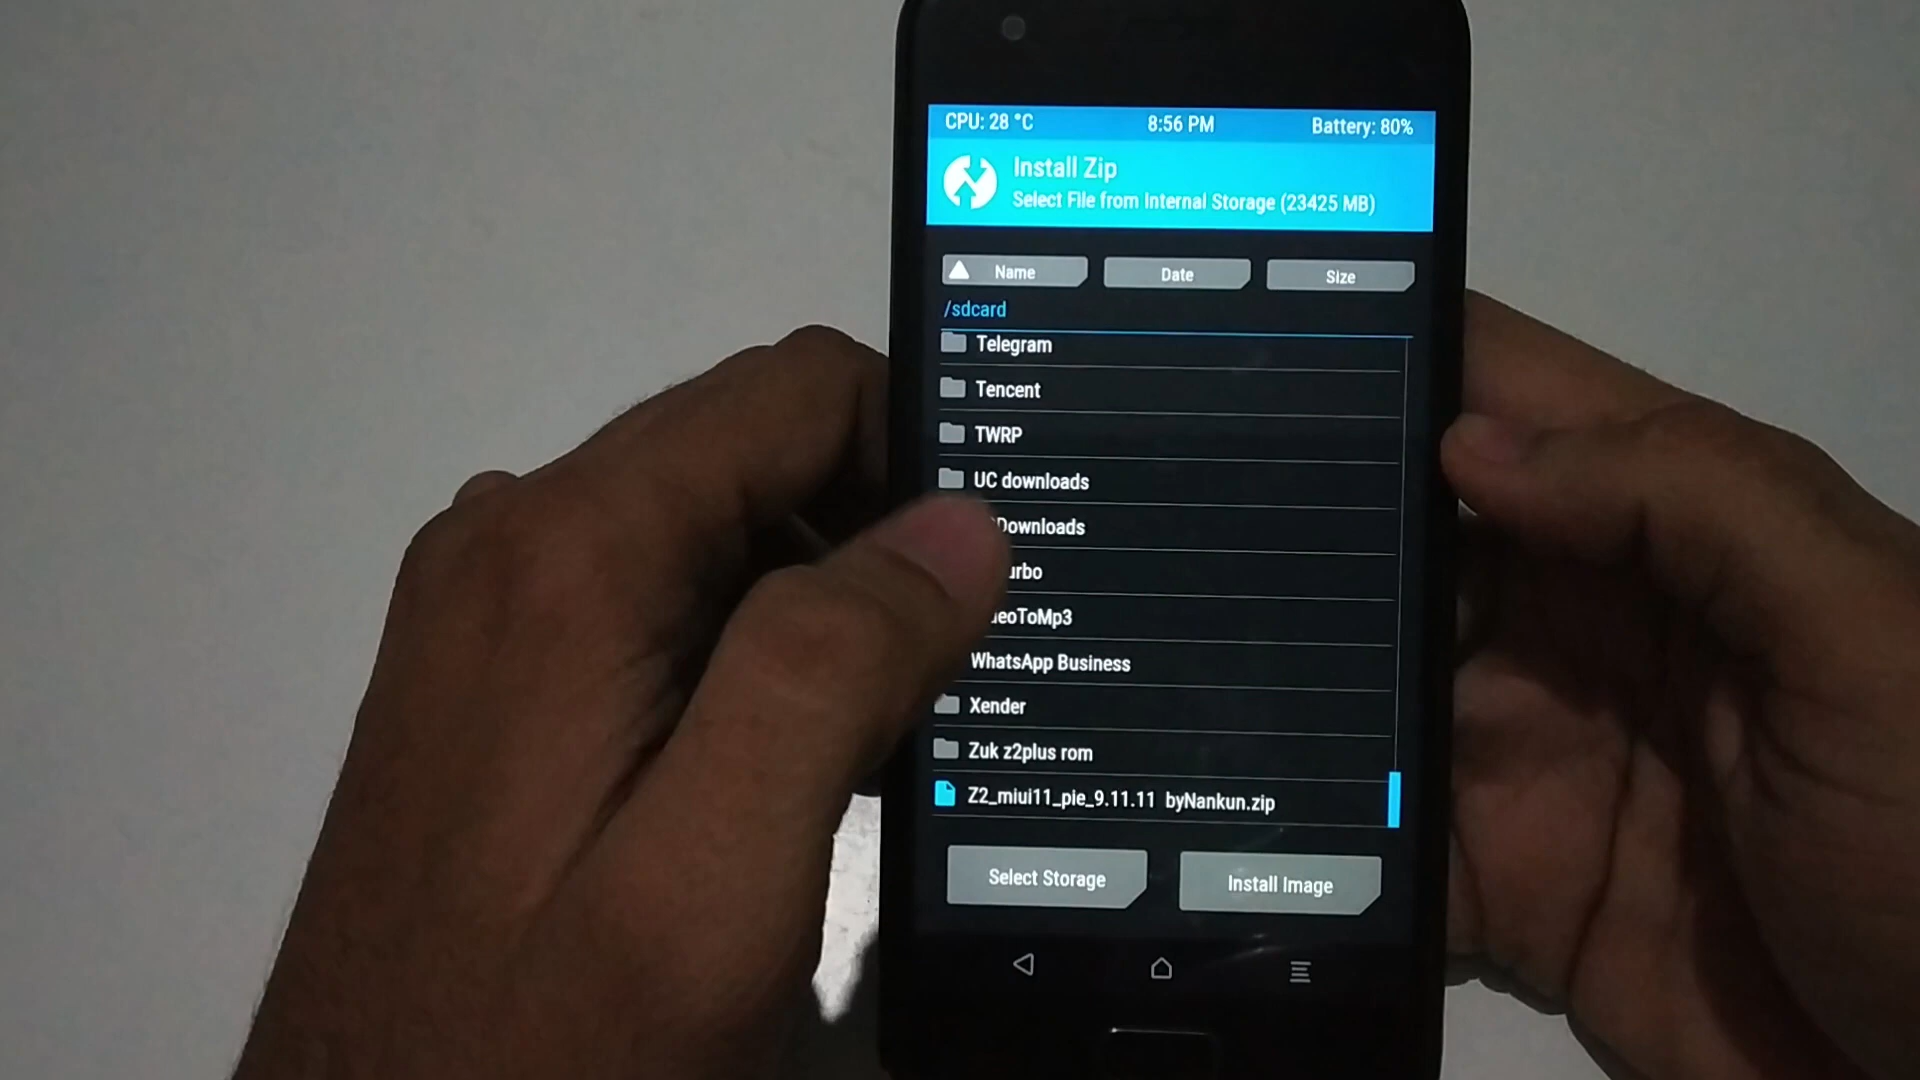 CPU: 28 °C 8:56 PM Battery: 80%
Install Zip
Select File from Internal Storage (23425 MB)
Name Date Size
/sdcard
Telegram
Tencent
TWRP
UC downloads
Downloads
WhatsApp Business
Xender
Zuk z2plus rom
Z2_miui11_pie_9.11.11 byNankun.zip
Select Storage Install Image